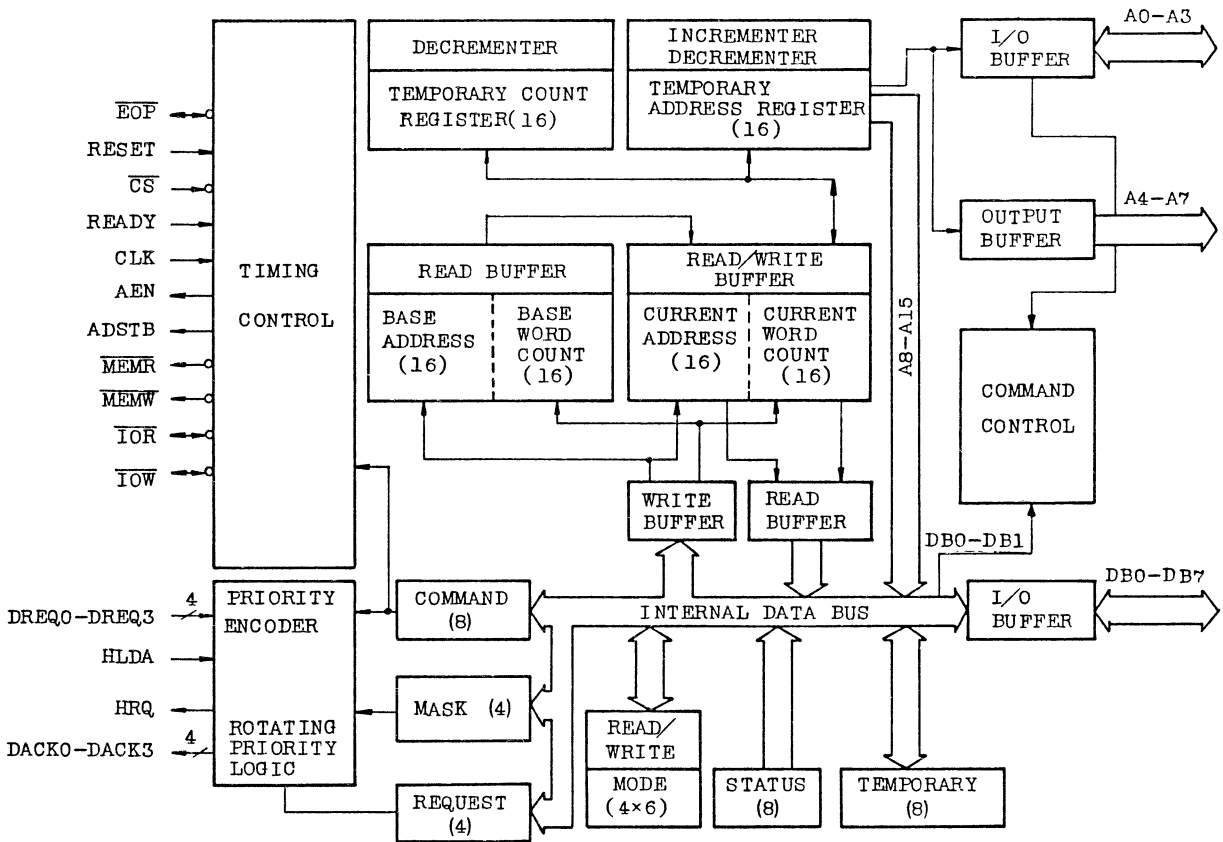 EOP
RESET
CS
READY
CLK
AEN
ADSTB
MEMR
MEMW
IOR
IOW
TIMING
CONTROL
DECREMENTER
TEMPORARY COUNT
REGISTER(16)
INCREMENTER
DECREMENTER
TEMPORARY
ADDRESS REGISTER
(16)
I/O
BUFFER
A0-A3
OUTPUT
BUFFER
A4-A7
READ BUFFER
BASE
ADDRESS
(16)
BASE
WORD
COUNT
(16)
READ/WRITE
BUFFER
CURRENT
ADDRESS
(16)
CURRENT
WORD
COUNT
(16)
A8-A15
COMMAND
CONTROL
WRITE
BUFFER
READ
BUFFER
DB0-DB1
DREQ0-DREQ3
4
HLDA
HRQ
DACK0-DACK3
4
PRIORITY
ENCODER
ROTATING
PRIORITY
LOGIC
COMMAND
(8)
MASK (4)
REQUEST
(4)
INTERNAL DATA BUS
I/O
BUFFER
DB0-DB7
READ/
WRITE
MODE
(4×6)
STATUS
(8)
TEMPORARY
(8)